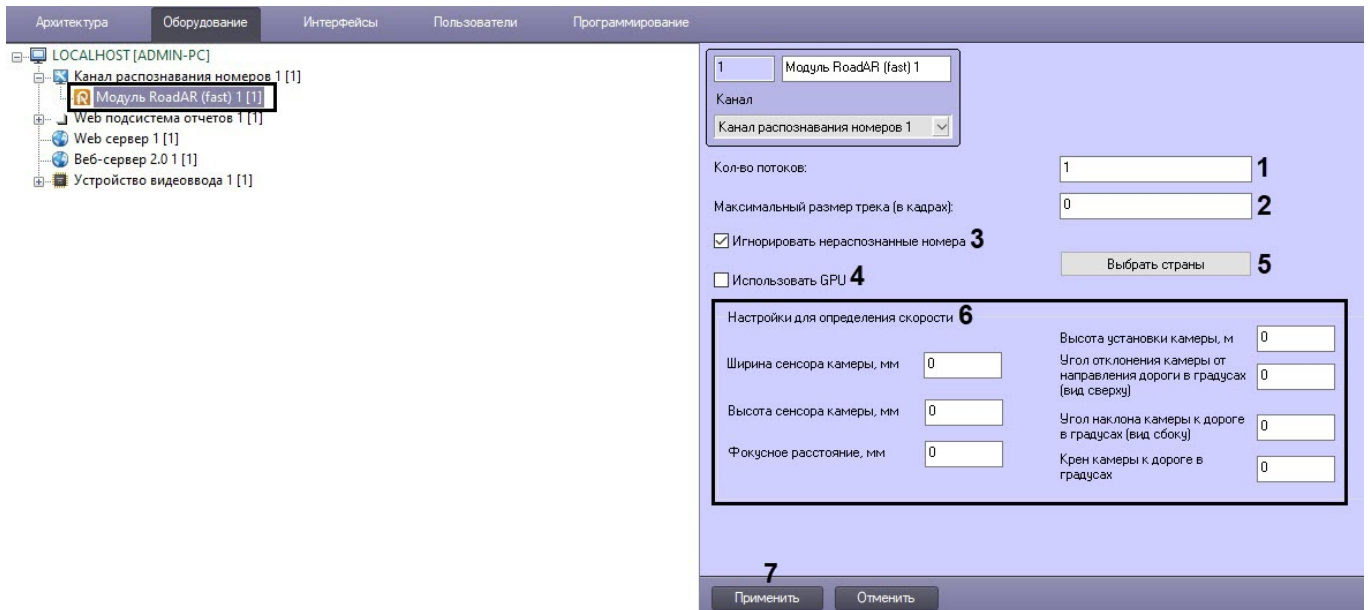 Архитектура Оборудование Интерфейсы Пользователи Программирование
LOCALHOST [ADMIN-PC]
Канал распознавания номеров 1 [1]
Модуль RoadAR (fast) 1 [1]
Web подсистема отчетов 1 [1]
Web сервер 1 [1]
Веб-сервер 2.0 1 [1]
Устройство видеоввода 1 [1]
1 Модуль RoadAR (fast) 1
Канал
Канал распознавания номеров 1
Кол-во потоков: 1 1
Максимальный размер трека (в кадрах): 0 2
Игнорировать нераспознанные номера 3
Выбрать страны 5
Использовать GPU 4
Настройки для определения скорости 6
Ширина сенсора камеры, мм 0
Высота сенсора камеры, мм 0
Фокусное расстояние, мм 0
Высота установки камеры, м 0
Угол отклонения камеры от
направления дороги в градусах 0
(вид сверху)
Угол наклона камеры к дороге 0
в градусах (вид сбоку)
Крен камеры к дороге в 0
градусах
7
Применить Отменить